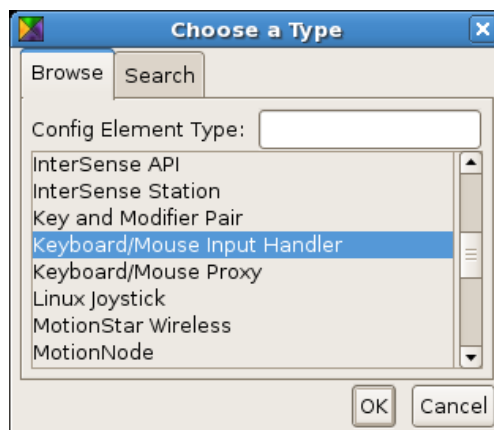 Choose a Type
Browse Search
Config Element Type:
InterSense API
InterSense Station
Key and Modifier Pair
Keyboard/Mouse Input Handler
Keyboard/Mouse Proxy
Linux Joystick
MotionStar Wireless
MotionNode
OK Cancel